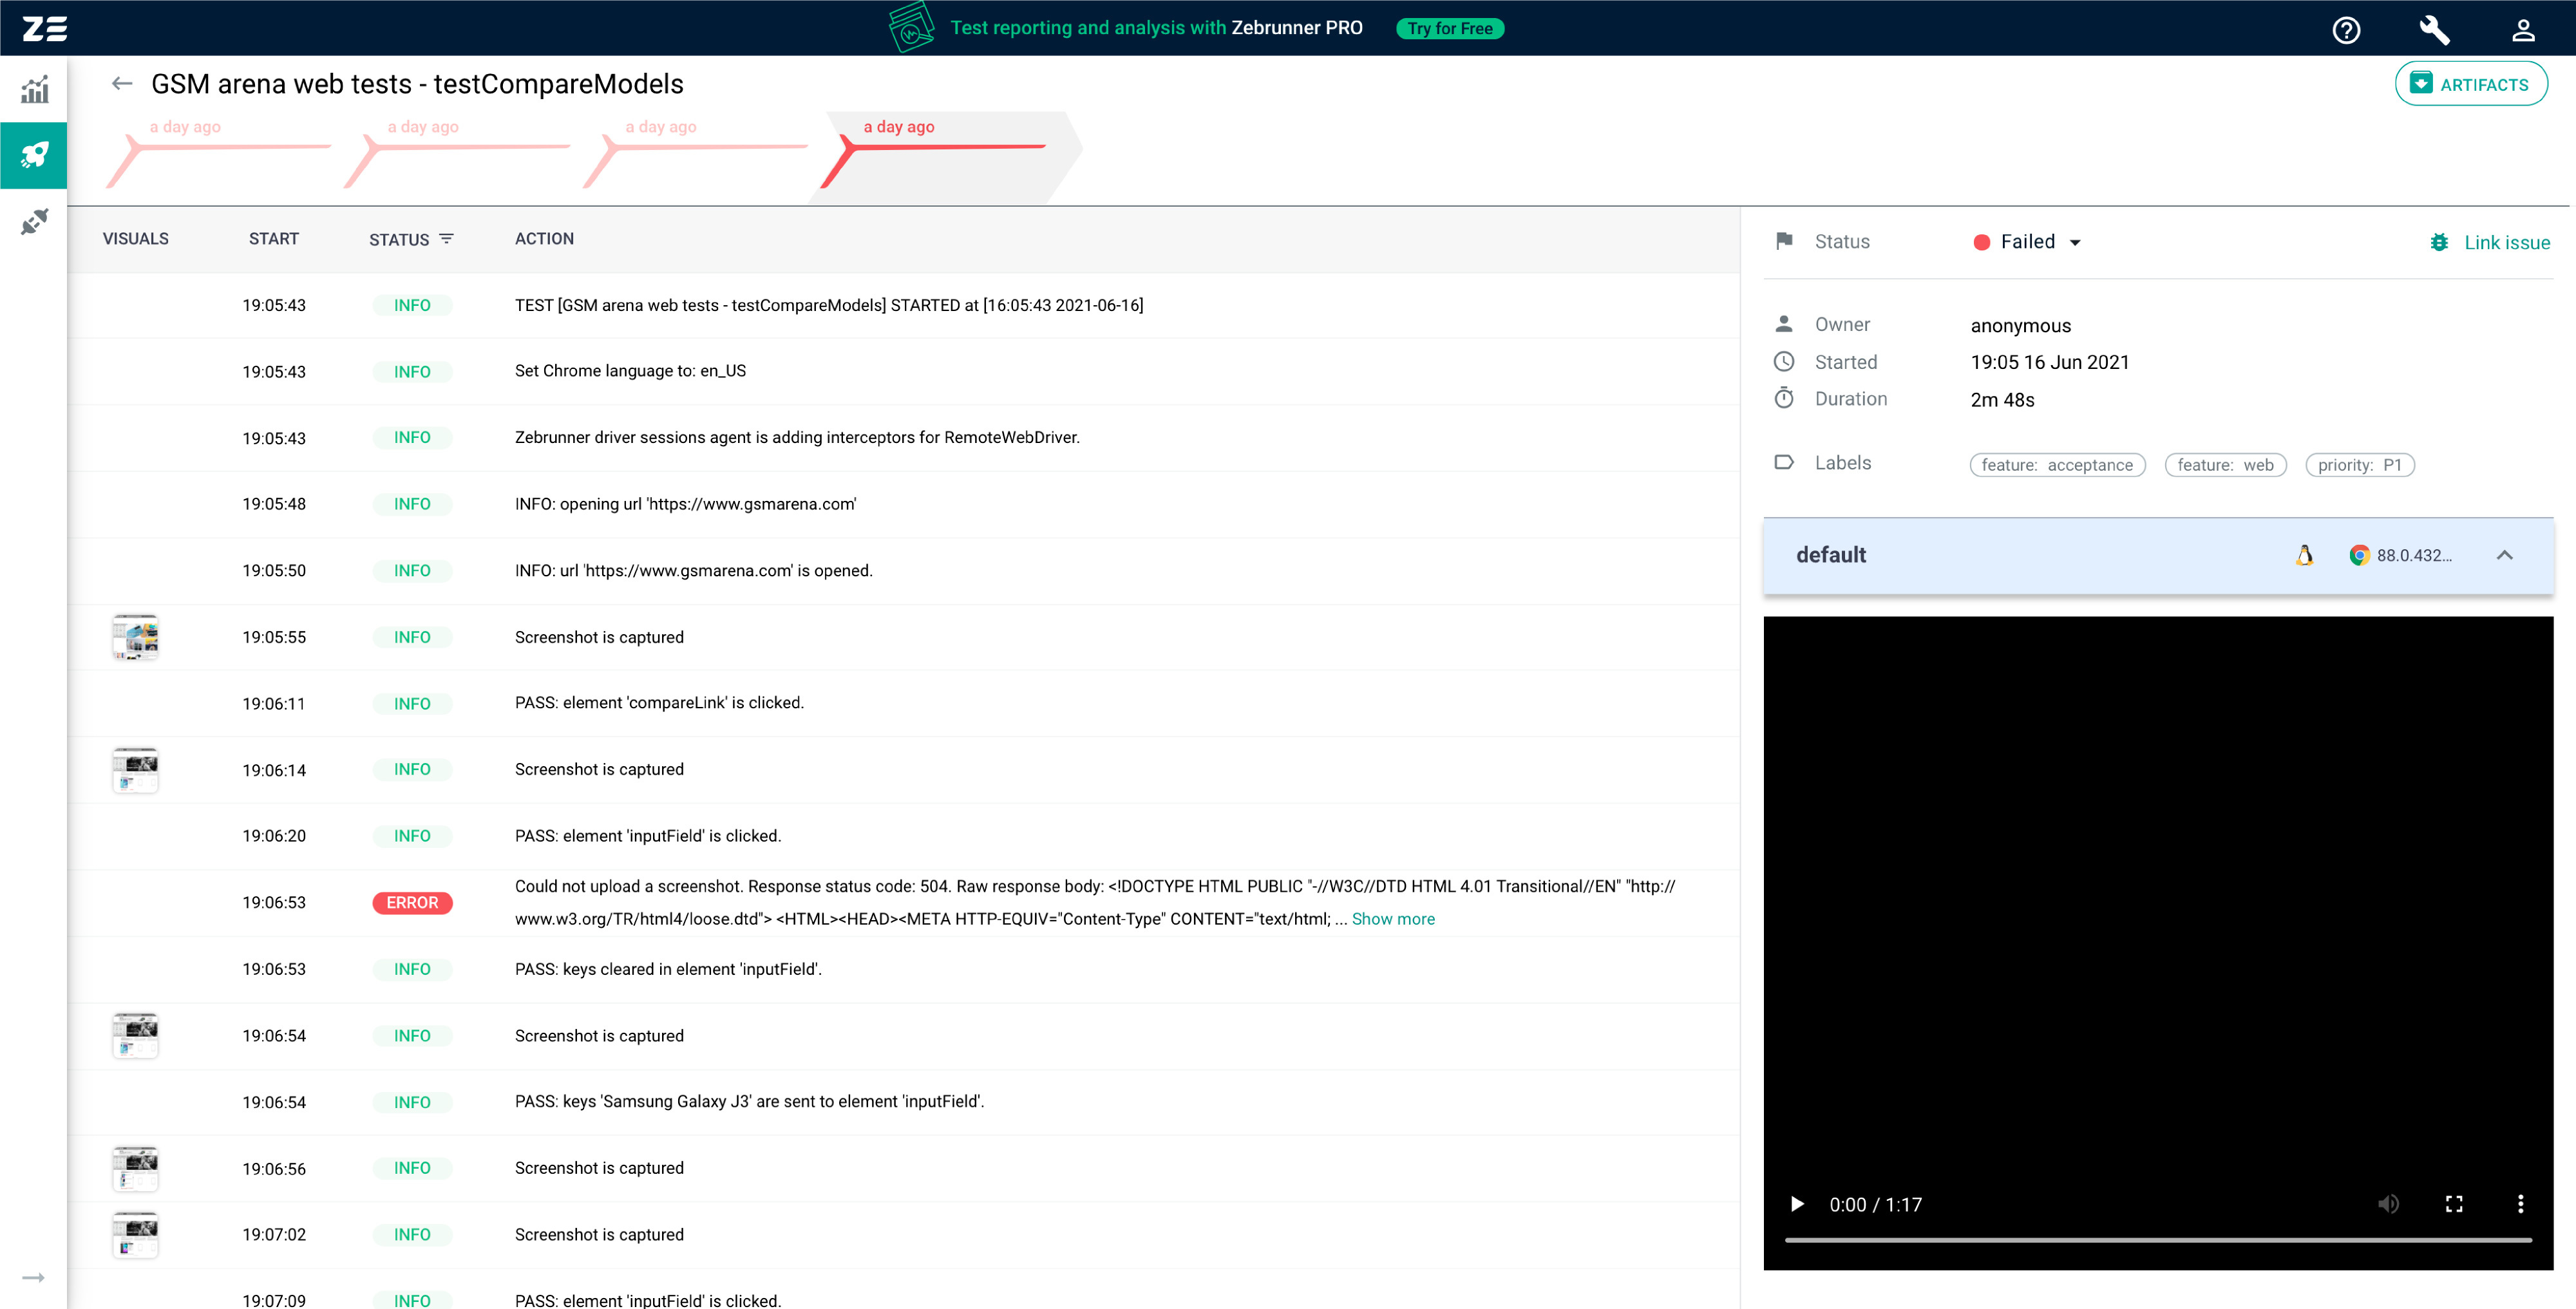 ZE
Test reporting and analysis with Zebrunner PRO
Try for Free
GSM arena web tests - testCompareModels
ARTIFACTS
a day ago
a day ago
a day ago
a day ago
VISUALS START STATUS ACTION
19:05:43 INFO TEST [GSM arena web tests - testCompareModels] STARTED at [16:05:43 2021-06-16]
19:05:43 INFO Set Chrome language to: en_US
19:05:43 INFO Zebrunner driver sessions agent is adding interceptors for RemoteWebDriver.
19:05:48 INFO INFO: opening url 'https://www.gsmarena.com'
19:05:50 INFO INFO: url 'https://www.gsmarena.com' is opened.
19:05:55 INFO Screenshot is captured
19:06:11 INFO PASS: element 'compareLink' is clicked.
19:06:14 INFO Screenshot is captured
19:06:20 INFO PASS: element 'inputField' is clicked.
19:06:53 ERROR Could not upload a screenshot. Response status code: 504. Raw response body: <!DOCTYPE HTML PUBLIC "-//W3C//DTD HTML 4.01 Transitional//EN" "http://
www.w3.org/TR/html4/loose.dtd"> <HTML><HEAD><META HTTP-EQUIV="Content-Type" CONTENT="text/html; ... Show more
19:06:53 INFO PASS: keys cleared in element 'inputField'.
19:06:54 INFO Screenshot is captured
19:06:54 INFO PASS: keys 'Samsung Galaxy J3' are sent to element 'inputField'.
19:06:56 INFO Screenshot is captured
19:07:02 INFO Screenshot is captured
19:07:09 INFO PASS: element 'inputField' is clicked.
Status Failed Link issue
Owner anonymous
Started 19:05 16 Jun 2021
Duration 2m 48s
Labels feature: acceptance feature: web priority: P1
default 88.0.432...
0:00 / 1:17